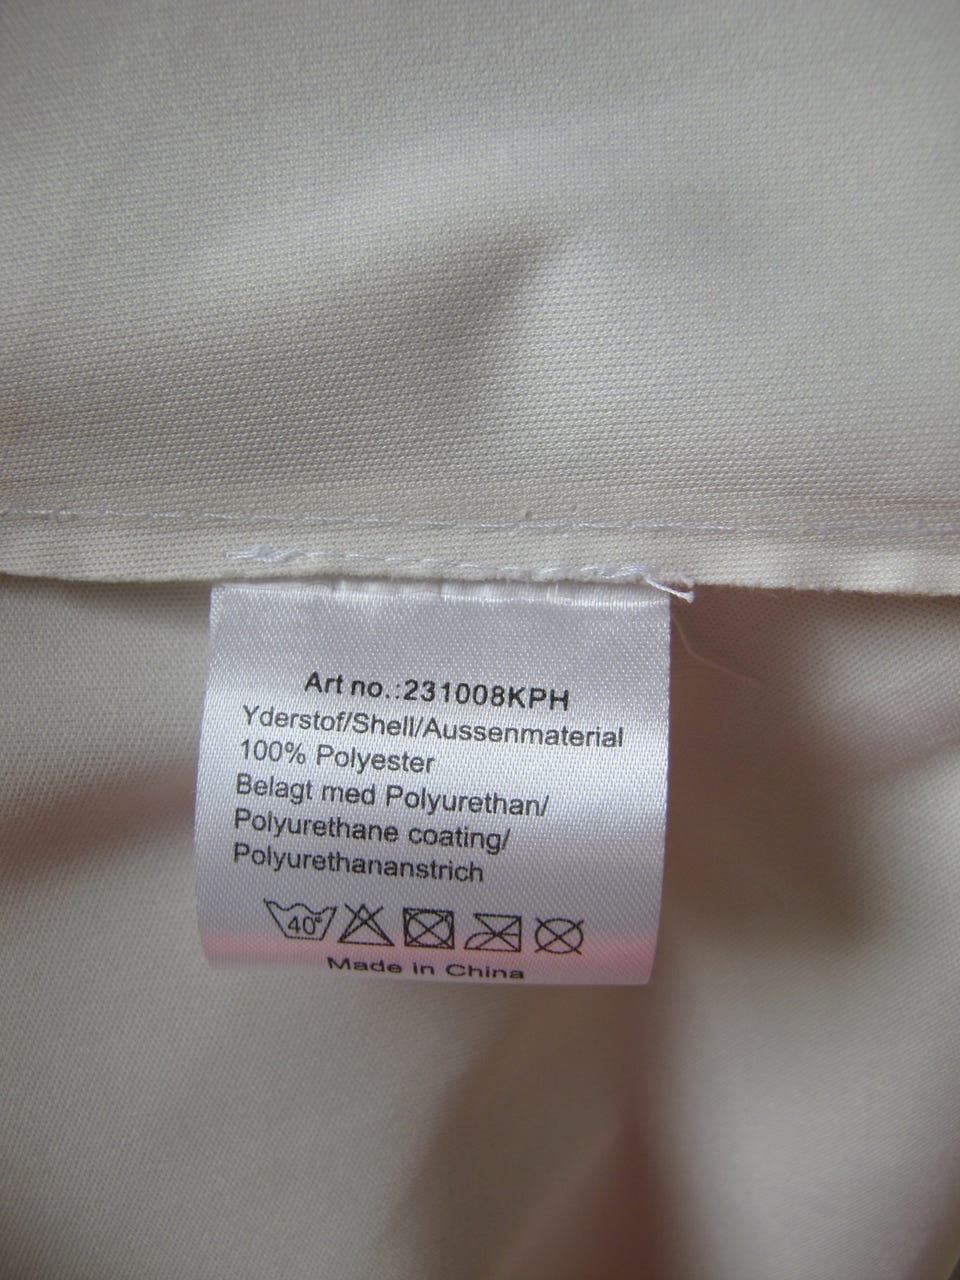 Art no.:231008KPH
Yderstof/Shell/Aussenmaterial
100% Polyester
Belagt med Polyurethan/
Polyurethane coating/
Polyurethananstrich
40°
Made in China